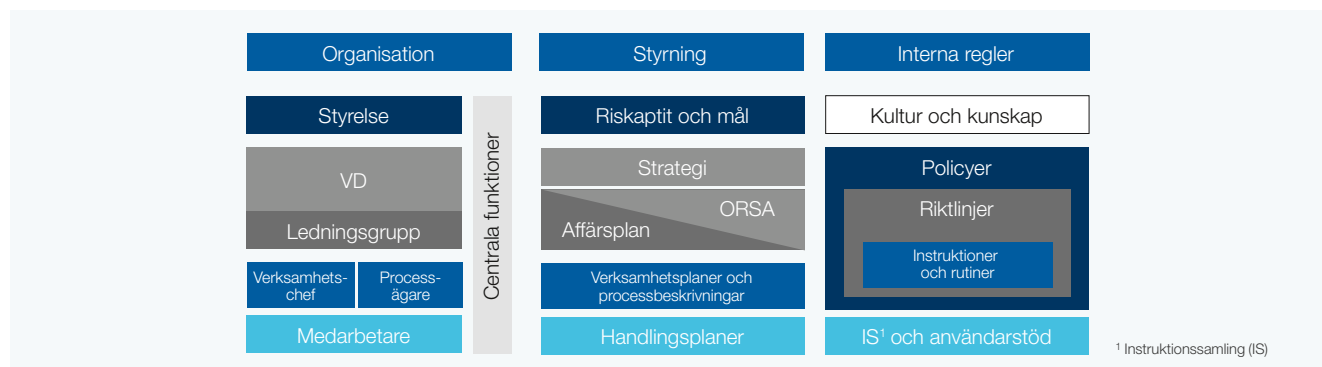 Organisation
Styrelse
VD
Ledningsgrupp
Verksamhets-
chef
Process-
ägare
Medarbetare
Centrala funktioner
Styrning
Riskaptit och mål
Strategi
ORSA
Affärsplan
Verksamhetsplaner och
processbeskrivningar
Handlingsplaner
Interna regler
Kultur och kunskap
Policyer
Riktlinjer
Instruktioner
och rutiner
IS¹ och användarstöd
¹ Instruktionssamling (IS)